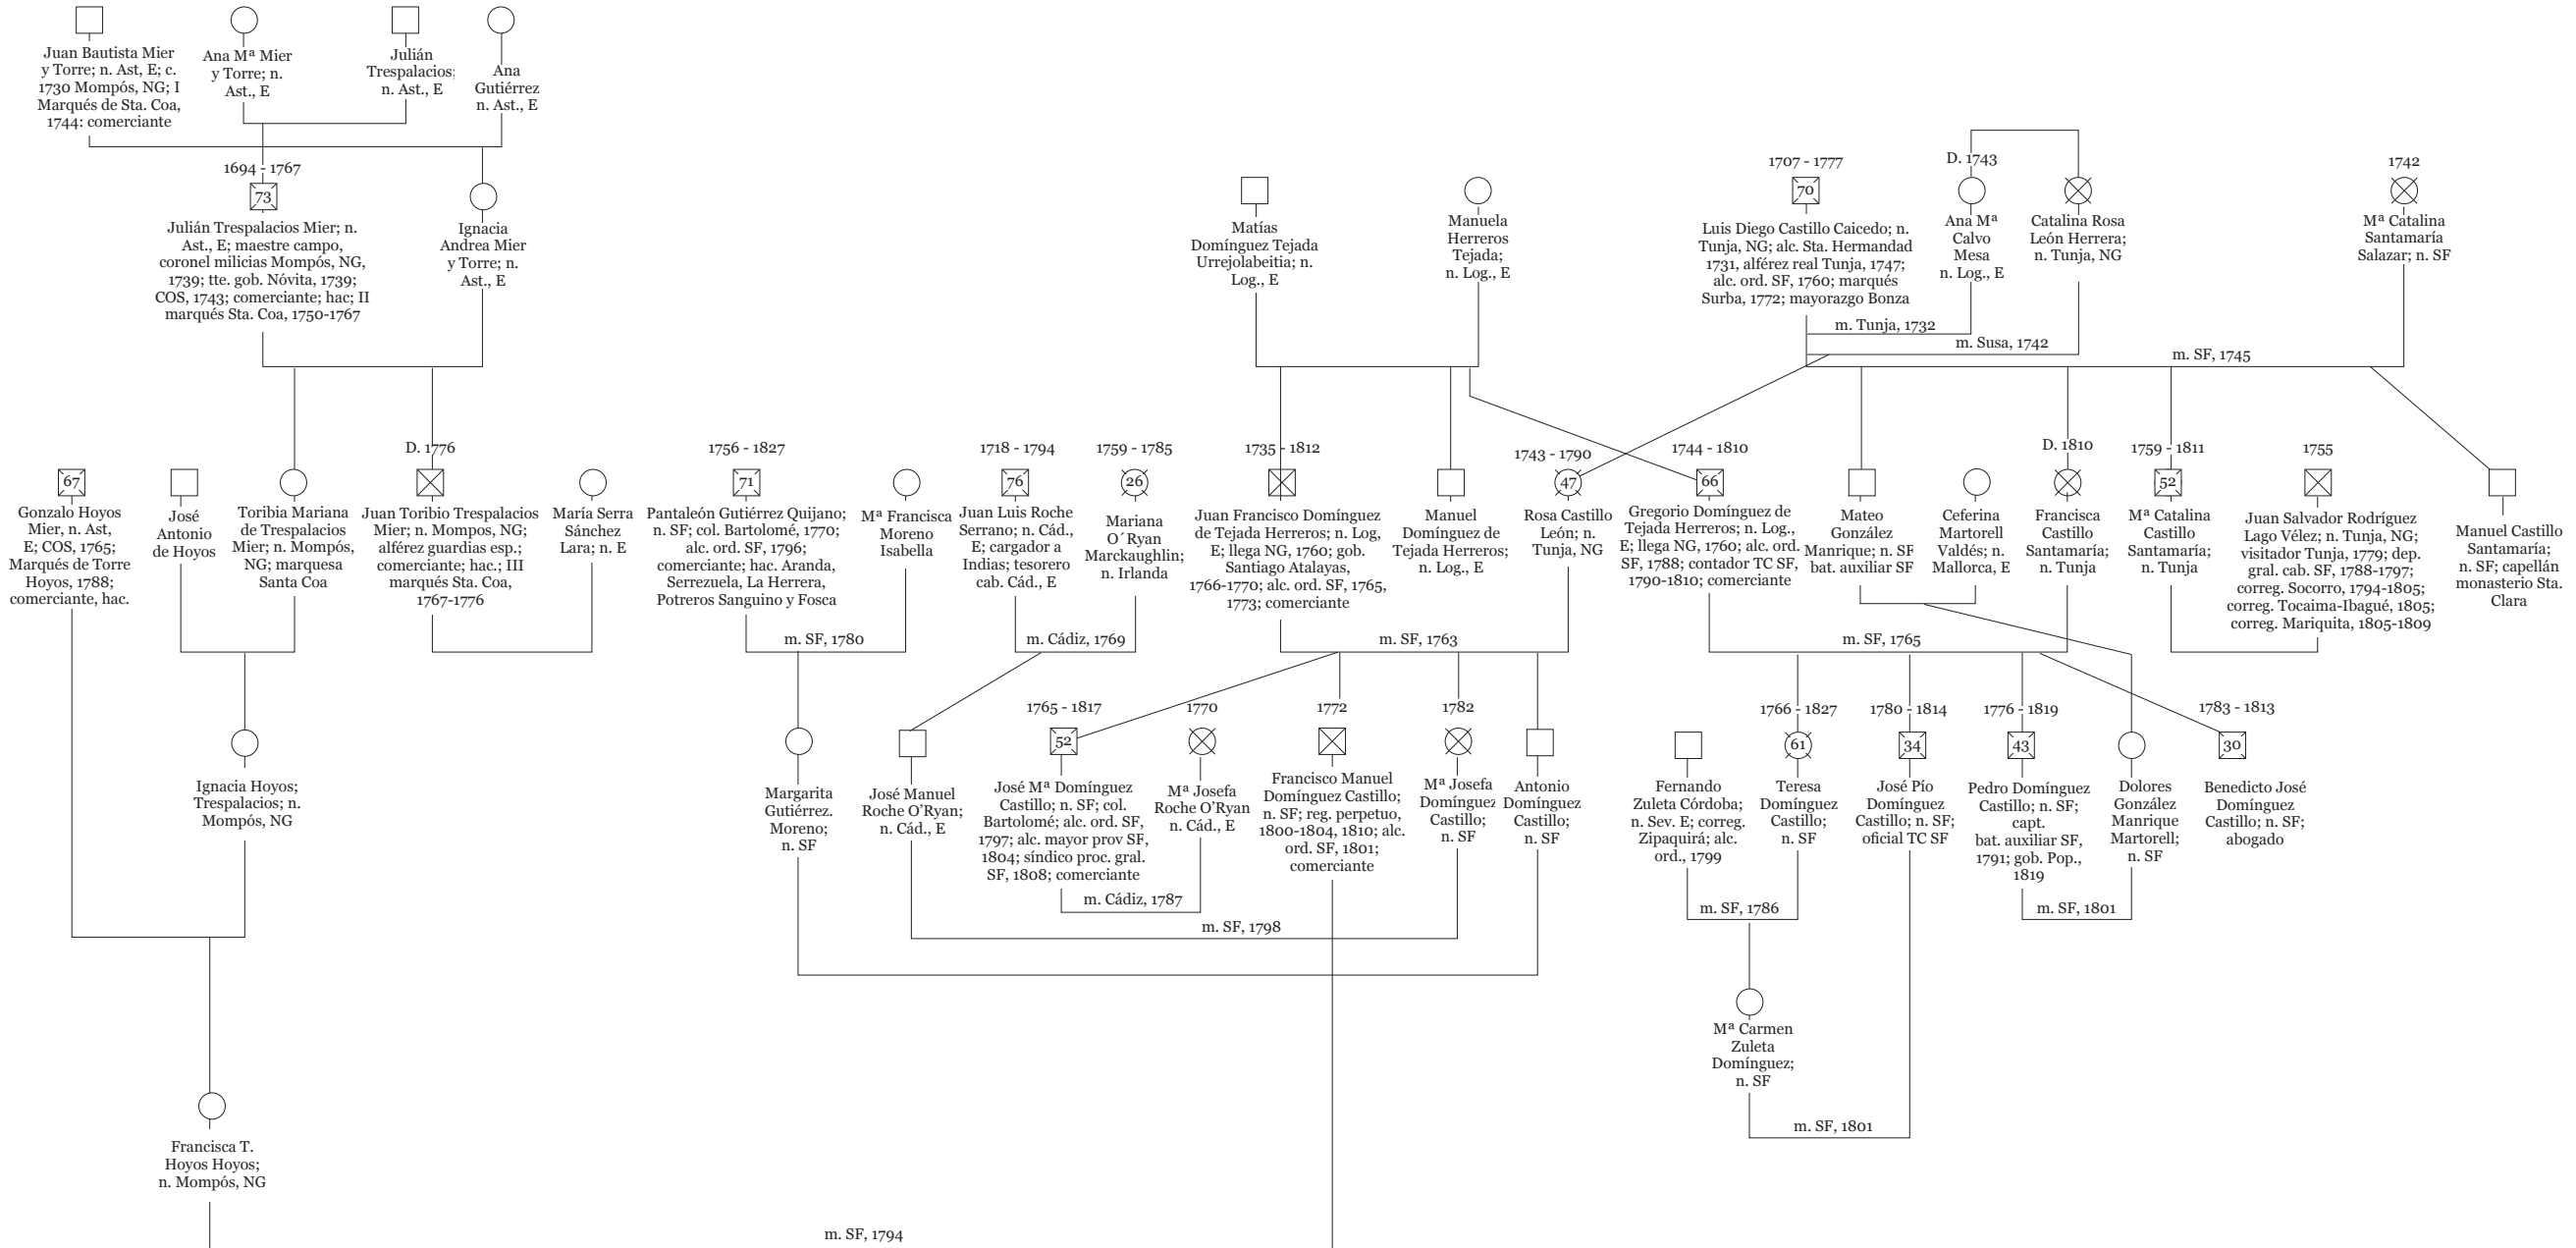 Juan Bautista Mier
y Torre; n. Ast, E; c.
1730 Mompós, NG; I
Marqués de Sta. Coa,
1744: comerciante
Ana Mª Mier
y Torre; n.
Ast., E
Julián
Trespalacios;
n. Ast., E
Ana
Gutiérrez
n. Ast., E
1694 - 1767
73
Julián Trespalacios Mier; n.
Ast., E; maestre campo,
coronel milicias Mompós, NG,
1739; tte. gob. Nóvita, 1739;
COS, 1743; comerciante; hac; II
marqués Sta. Coa, 1750-1767
Ignacia
Andrea Mier
y Torre; n.
Ast., E
Matías
Domínguez Tejada
Urrejolabeitia; n.
Log., E
Manuela
Herreros
Tejada;
n. Log., E
1707 - 1777
70
Luis Diego Castillo Caicedo; n.
Tunja, NG; alc. Sta. Hermandad
1731, alférez real Tunja, 1747;
alc. ord. SF, 1760; marqués
Surba, 1772; mayorazgo Bonza
D. 1743
Ana Mª
Calvo
Mesa
n. Log., E
Catalina Rosa
León Herrera;
n. Tunja, NG
1742
Mª Catalina
Santamaría
Salazar; n. SF
m. Tunja, 1732
m. Susa, 1742
m. SF, 1745
67
Gonzalo Hoyos
Mier, n. Ast,
E; COS, 1765;
Marqués de Torre
Hoyos, 1788;
comerciante, hac.
José
Antonio
de Hoyos
Toribia Mariana
de Trespalacios
Mier; n. Mompós,
NG; marquesa
Santa Coa
D. 1776
Juan Toribio Trespalacios
Mier; n. Mompos, NG;
alférez guardias esp.;
comerciante; hac.; III
marqués Sta. Coa,
1767-1776
María Serra
Sánchez
Lara; n. E
1756 - 1827
71
Pantaleón Gutiérrez Quijano;
n. SF; col. Bartolomé, 1770;
alc. ord. SF, 1796;
comerciante; hac. Aranda,
Serrezuela, La Herrera,
Potreros Sanguino y Fosca
Mª Francisca
Moreno
Isabella
1718 - 1794
76
Juan Luis Roche
Serrano; n. Cád.,
E; cargador a
Indias; tesorero
cab. Cád., E
1759 - 1785
26
Mariana
O´Ryan
Marckaughlin;
n. Irlanda
1735 - 1812
Juan Francisco Domínguez
de Tejada Herreros; n. Log,
E; llega NG, 1760; gob.
Santiago Atalayas,
1766-1770; alc. ord. SF, 1765,
1773; comerciante
Manuel
Domínguez de
Tejada Herreros;
n. Log., E
1743 - 1790
47
Rosa Castillo
León; n.
Tunja, NG
1744 - 1810
66
Gregorio Domínguez de
Tejada Herreros; n. Log.,
E; llega NG, 1760; alc. ord.
SF, 1788; contador TC SF,
1790-1810; comerciante
Mateo
González
Manrique; n. SF
bat. auxiliar SF
Ceferina
Martorell
Valdés; n.
Mallorca, E
D. 1810
Francisca
Castillo
Santamaría;
n. Tunja
1759 - 1811
52
Mª Catalina
Castillo
Santamaría;
n. Tunja
1755
Juan Salvador Rodríguez
Lago Vélez; n. Tunja, NG;
visitador Tunja, 1779; dep.
gral. cab. SF, 1788-1797;
correg. Socorro, 1794-1805;
correg. Tocaima-Ibagué, 1805;
correg. Mariquita, 1805-1809
Manuel Castillo
Santamaría;
n. SF; capellán
monasterio Sta.
Clara
m. SF, 1780
m. Cádiz, 1769
m. SF, 1763
m. SF, 1765
Ignacia Hoyos;
Trespalacios; n.
Mompós, NG
Margarita
Gutiérrez.
Moreno;
n. SF
José Manuel
Roche O’Ryan;
n. Cád., E
1765 - 1817
52
José Mª Domínguez
Castillo; n. SF; col.
Bartolomé; alc. ord. SF,
1797; alc. mayor prov SF,
1804; síndico proc. gral.
SF, 1808; comerciante
1770
Mª Josefa
Roche O’Ryan
n. Cád., E
1772
Francisco Manuel
Domínguez Castillo;
n. SF; reg. perpetuo,
1800-1804, 1810; alc.
ord. SF, 1801;
comerciante
1782
Mª Josefa
Domínguez
Castillo;
n. SF
Antonio
Domínguez
Castillo;
n. SF
Fernando
Zuleta Córdoba;
n. Sev. E; correg.
Zipaquirá; alc.
ord., 1799
1766 - 1827
61
Teresa
Domínguez
Castillo;
n. SF
1780 - 1814
34
José Pío
Domínguez
Castillo; n. SF;
oficial TC SF
1776 - 1819
43
Pedro Domínguez
Castillo; n. SF;
capt.
bat. auxiliar SF,
1791; gob. Pop.,
1819
Dolores
González
Manrique
Martorell;
n. SF
1783 - 1813
30
Benedicto José
Domínguez
Castillo; n. SF;
abogado
m. Cádiz, 1787
m. SF, 1798
m. SF, 1786
m. SF, 1801
Mª Carmen
Zuleta
Domínguez;
n. SF
m. SF, 1801
Francisca T.
Hoyos Hoyos;
n. Mompós, NG
m. SF, 1794